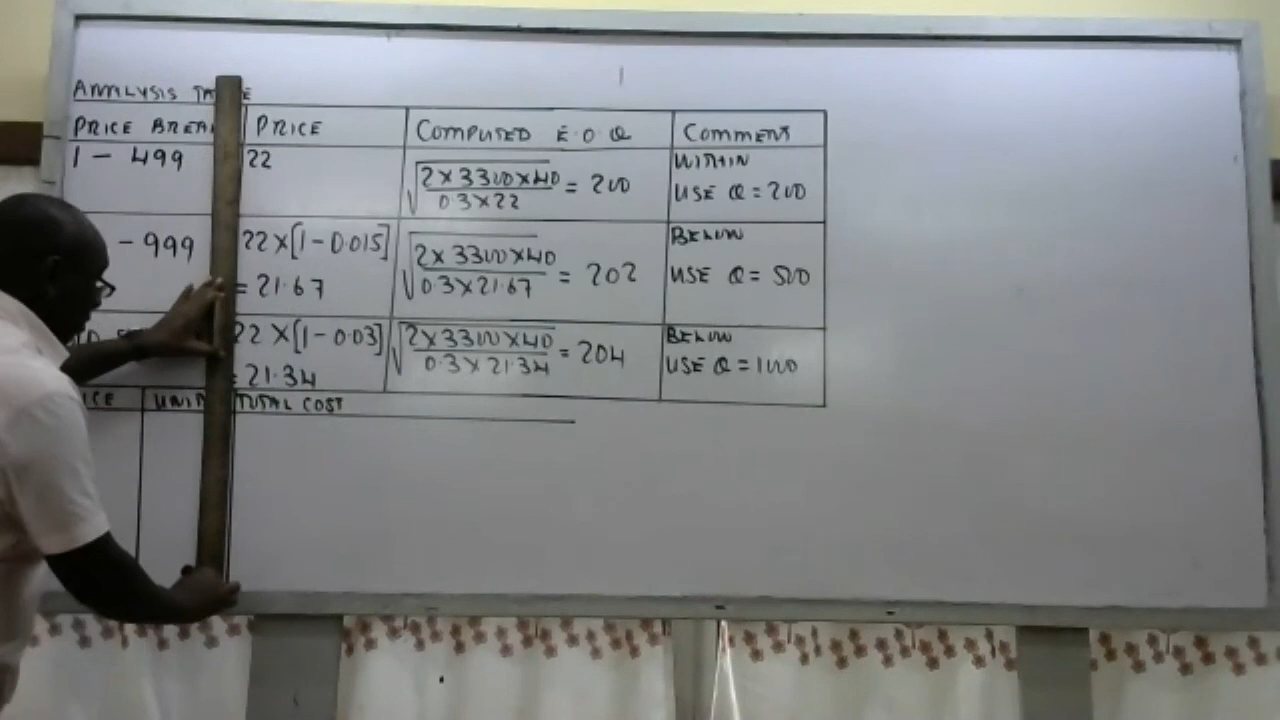 ANALYSIS
PRICE PRICE COMPUTED E.O.Q COMMENT
1 - 499 22 √(2×3300×40 / 0.3×22) = 200 WITHIN
USE Q = 200
- 999 22×[1-0.015] √(2×3300×40 / 0.3×21.67) = 202 BELOW
= 21.67 USE Q = 500
22×[1-0.03] √(2×3300×40 / 0.3×21.34) = 204 BELOW
= 21.34 USE Q = 1000
TOTAL COST